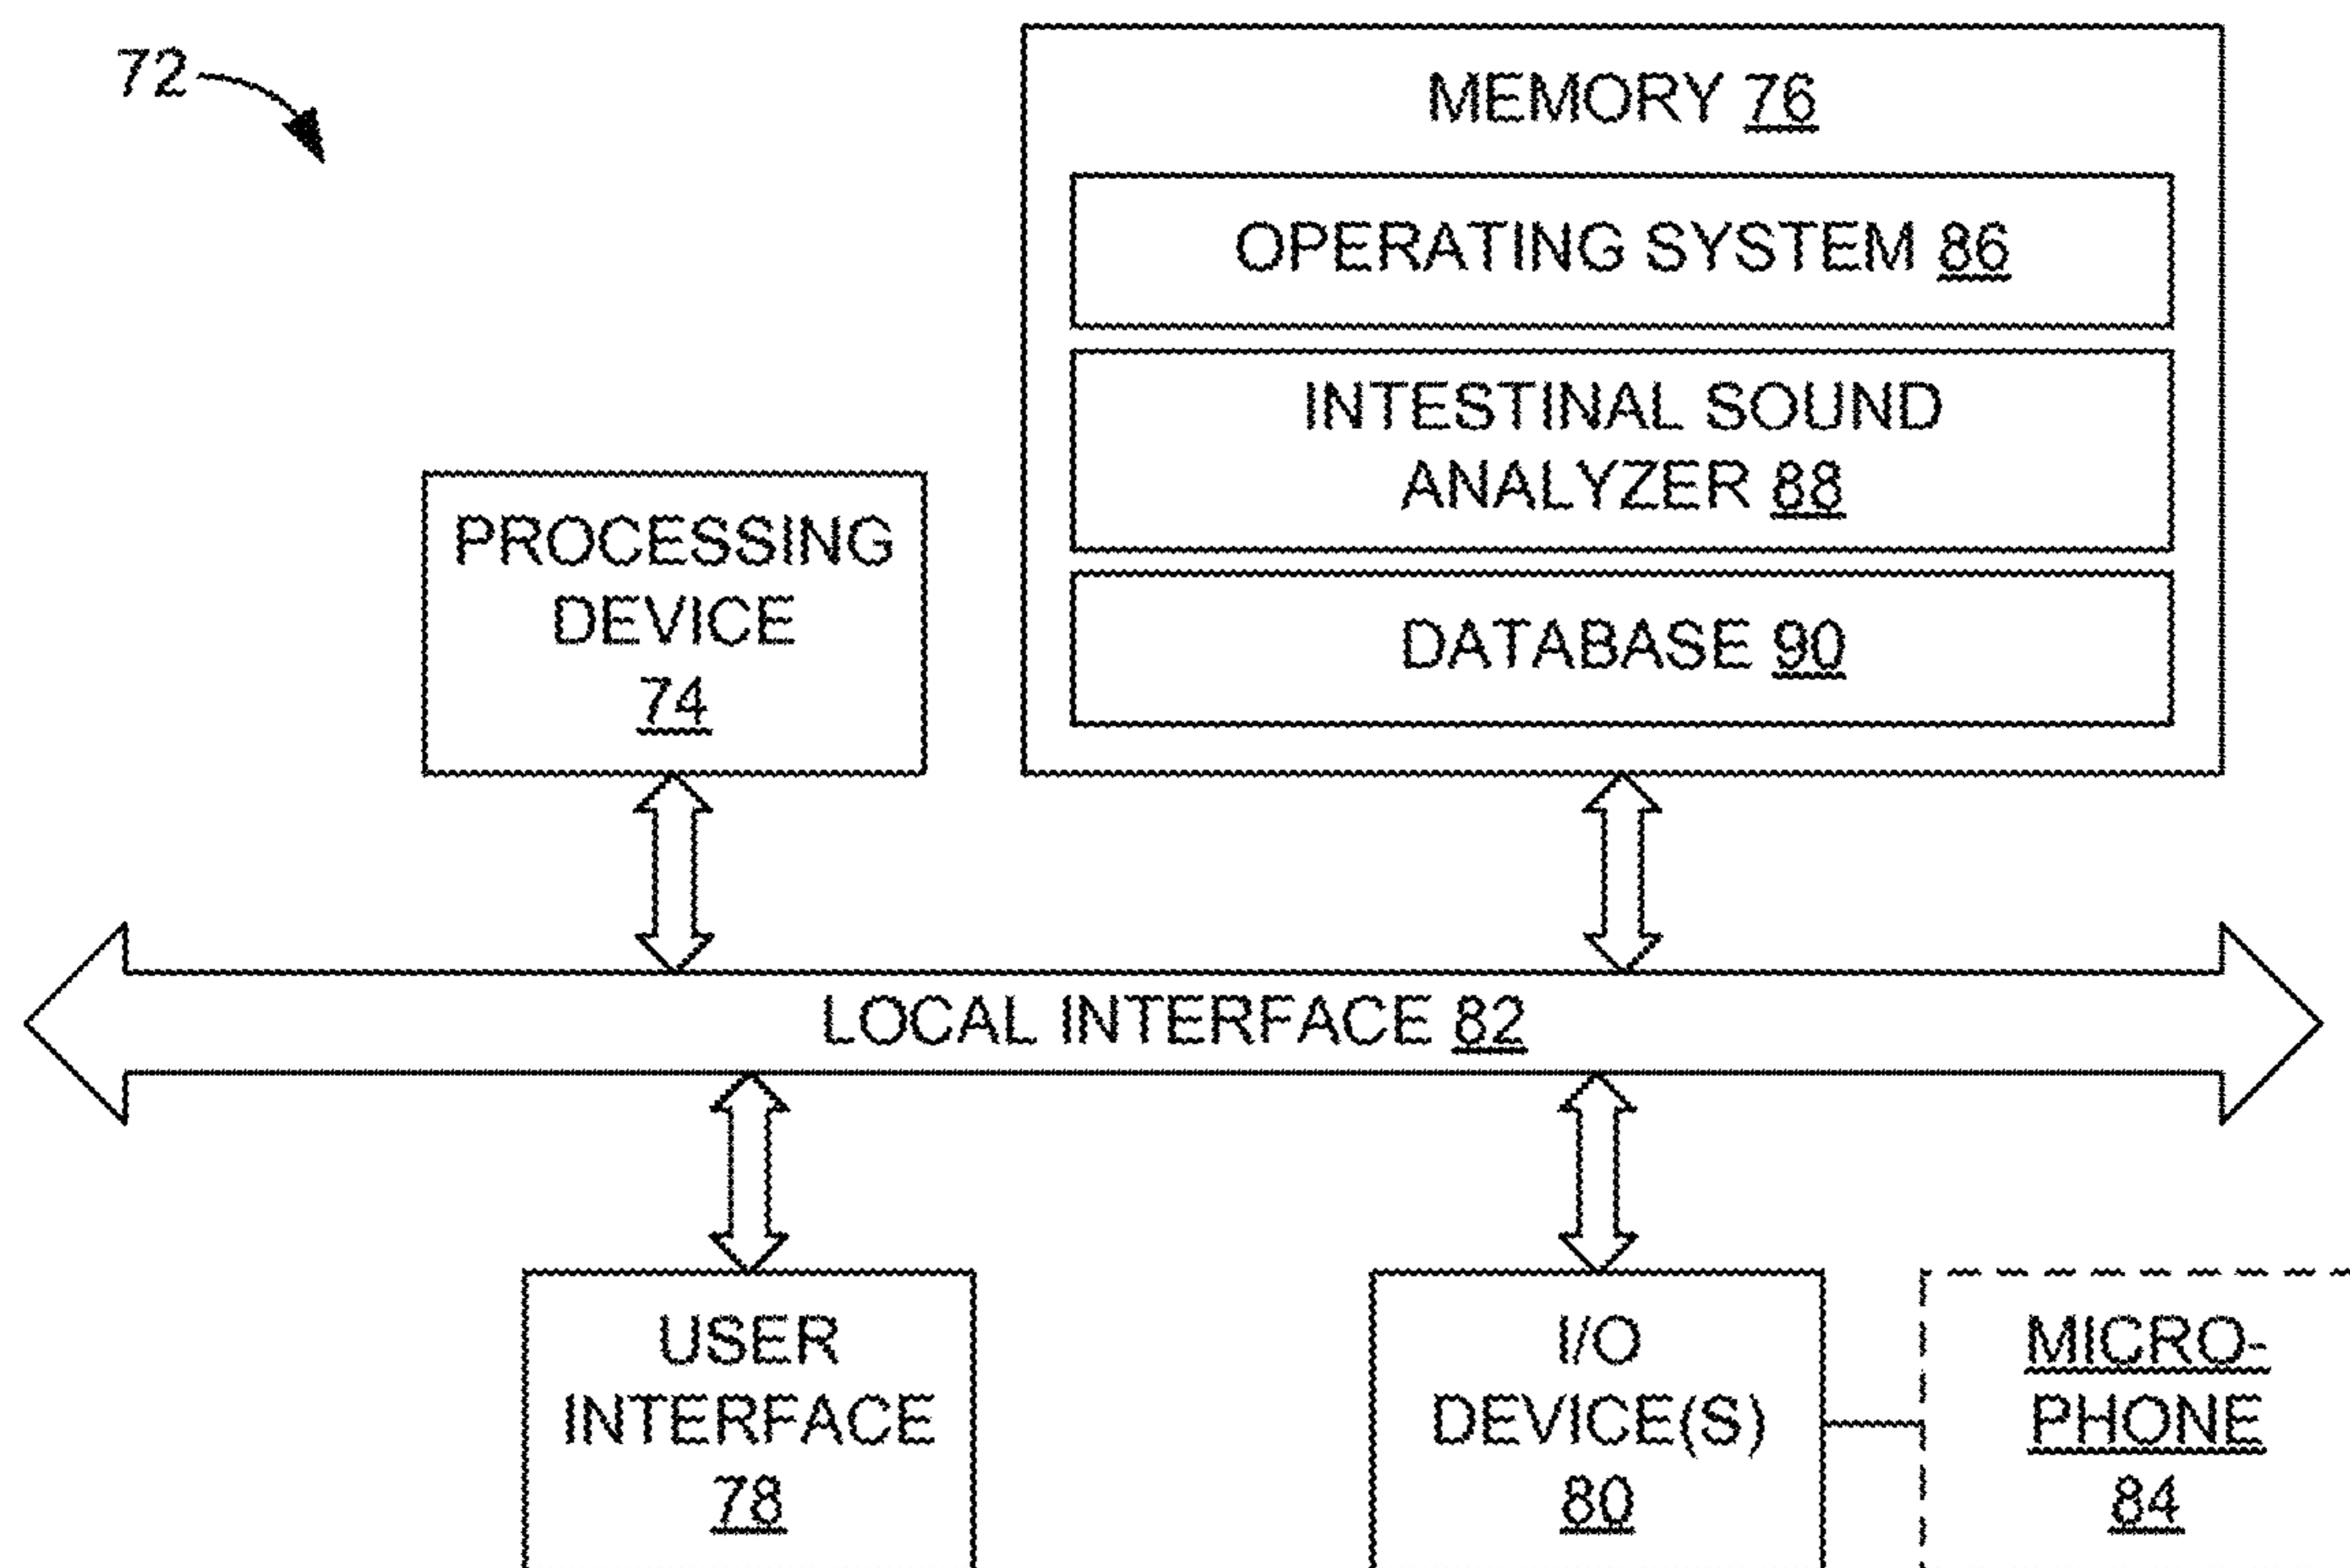 72
MEMORY 76
OPERATING SYSTEM 86
INTESTINAL SOUND
ANALYZER 88
DATABASE 90
PROCESSING
DEVICE
74
LOCAL INTERFACE 82
USER
INTERFACE
78
I/O
DEVICE(S)
80
MICRO-
PHONE
84